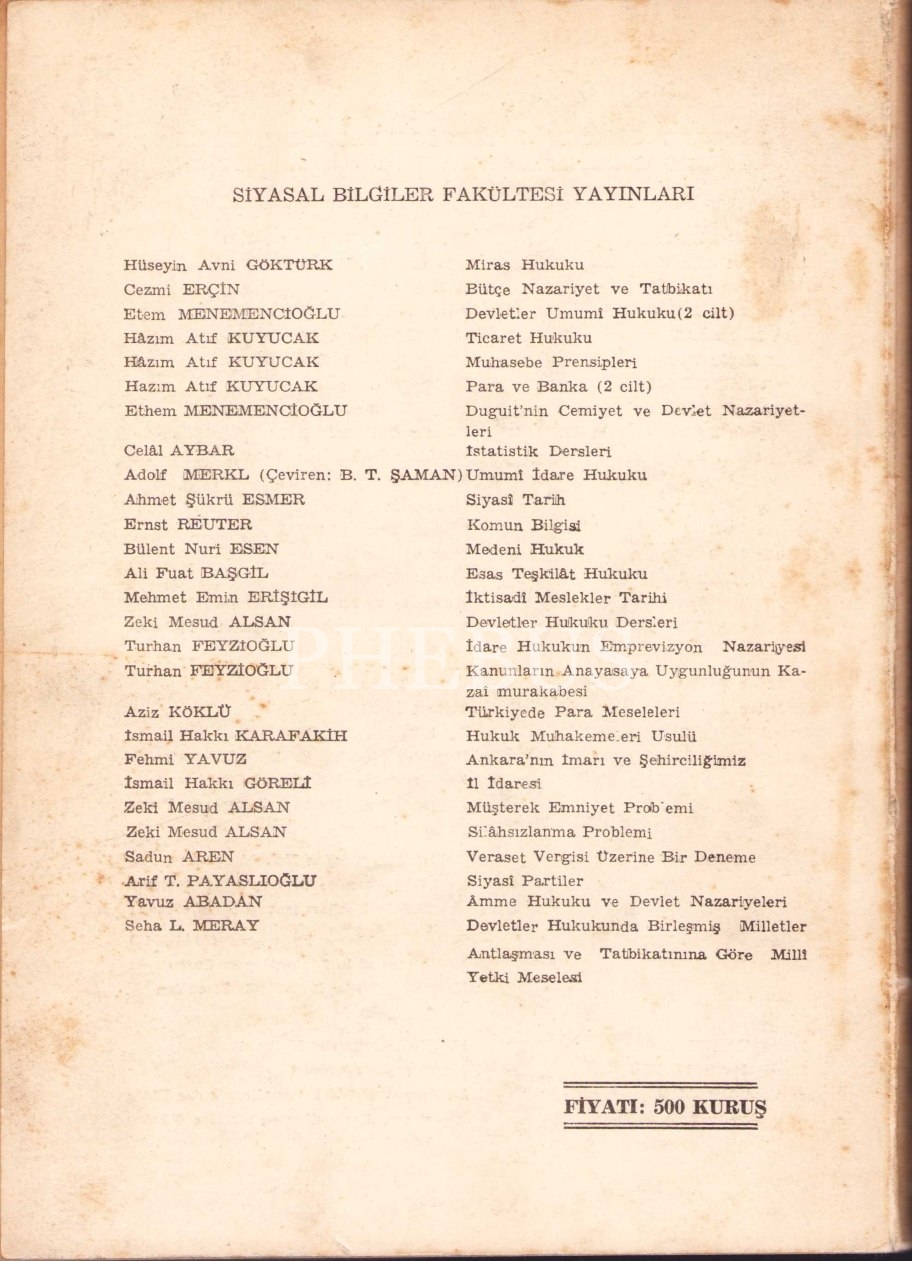 SİYASAL BİLGİLER FAKÜLTESİ YAYINLARI
Hüseyin Avni GÖKTÜRK Miras Hukuku
Cezmi ERÇİN Bütçe Nazariyet ve Tatbikatı
Etem MENEMENCİOĞLU Devletler Umumî Hukuku(2 cilt)
Hâzım Atıf KUYUCAK Ticaret Hukuku
Hâzım Atıf KUYUCAK Muhasebe Prensipleri
Hazım Atıf KUYUCAK Para ve Banka (2 cilt)
Ethem MENEMENCİOĞLU Duguit'nin Cemiyet ve Devlet Nazariyet-
leri
Celâl AYBAR İstatistik Dersleri
Adolf MERKL (Çeviren: B. T. ŞAMAN) Umumî İdare Hukuku
Ahmet Şükrü ESMER Siyasî Tarih
Ernst REUTER Komun Bilgisi
Bülent Nuri ESEN Medeni Hukuk
Ali Fuat BAŞGİL Esas Teşkilât Hukuku
Mehmet Emin ERİŞİGİL İktisadî Meslekler Tarihi
Zeki Mesud ALSAN Devletler Hukuku Dersleri
Turhan FEYZİOĞLU İdare Hukukun Emprevizyon Nazariyesi
Turhan FEYZİOĞLU Kanunların Anayasaya Uygunluğunun Ka-
zaî murakabesi
Aziz KÖKLÜ Türkiyede Para Meseleleri
İsmail Hakkı KARAFAKİH Hukuk Muhakemeleri Usulü
Fehmi YAVUZ Ankara'nın İmarı ve Şehirciliğimiz
İsmail Hakkı GÖRELİ İl İdaresi
Zeki Mesud ALSAN Müşterek Emniyet Problemi
Zeki Mesud ALSAN Silâhsızlanma Problemi
Sadun AREN Veraset Vergisi Üzerine Bir Deneme
Arif T. PAYASLIOĞLU Siyasî Partiler
Yavuz ABADAN Amme Hukuku ve Devlet Nazariyeleri
Seha L. MERAY Devletler Hukukunda Birleşmiş Milletler
Antlaşması ve Tatbikatınına Göre Millî
Yetki Meselesi
FİYATI: 500 KURUŞ